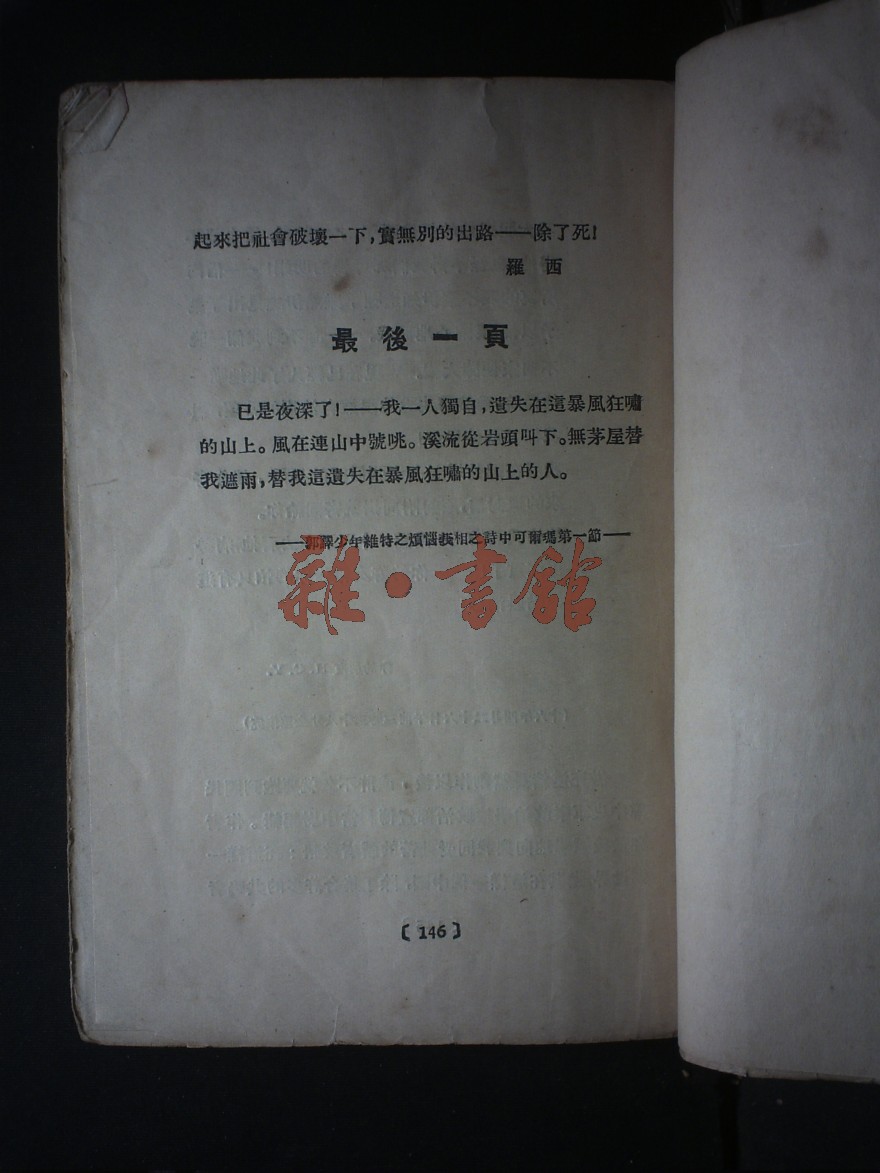 起來把社會破壞一下，實無別的出路——除了死！
羅西
最後一頁
已是夜深了！——我一人獨自，遺失在這暴風狂嘯
的山上。風在連山中號咷。溪流從岩頭叫下。無茅屋替
我遮雨，替我這遺失在暴風狂嘯的山上的人。
——郭譯少年維特之煩惱莪相之詩中可爾瑪第一節——
雜·書館
〔146〕